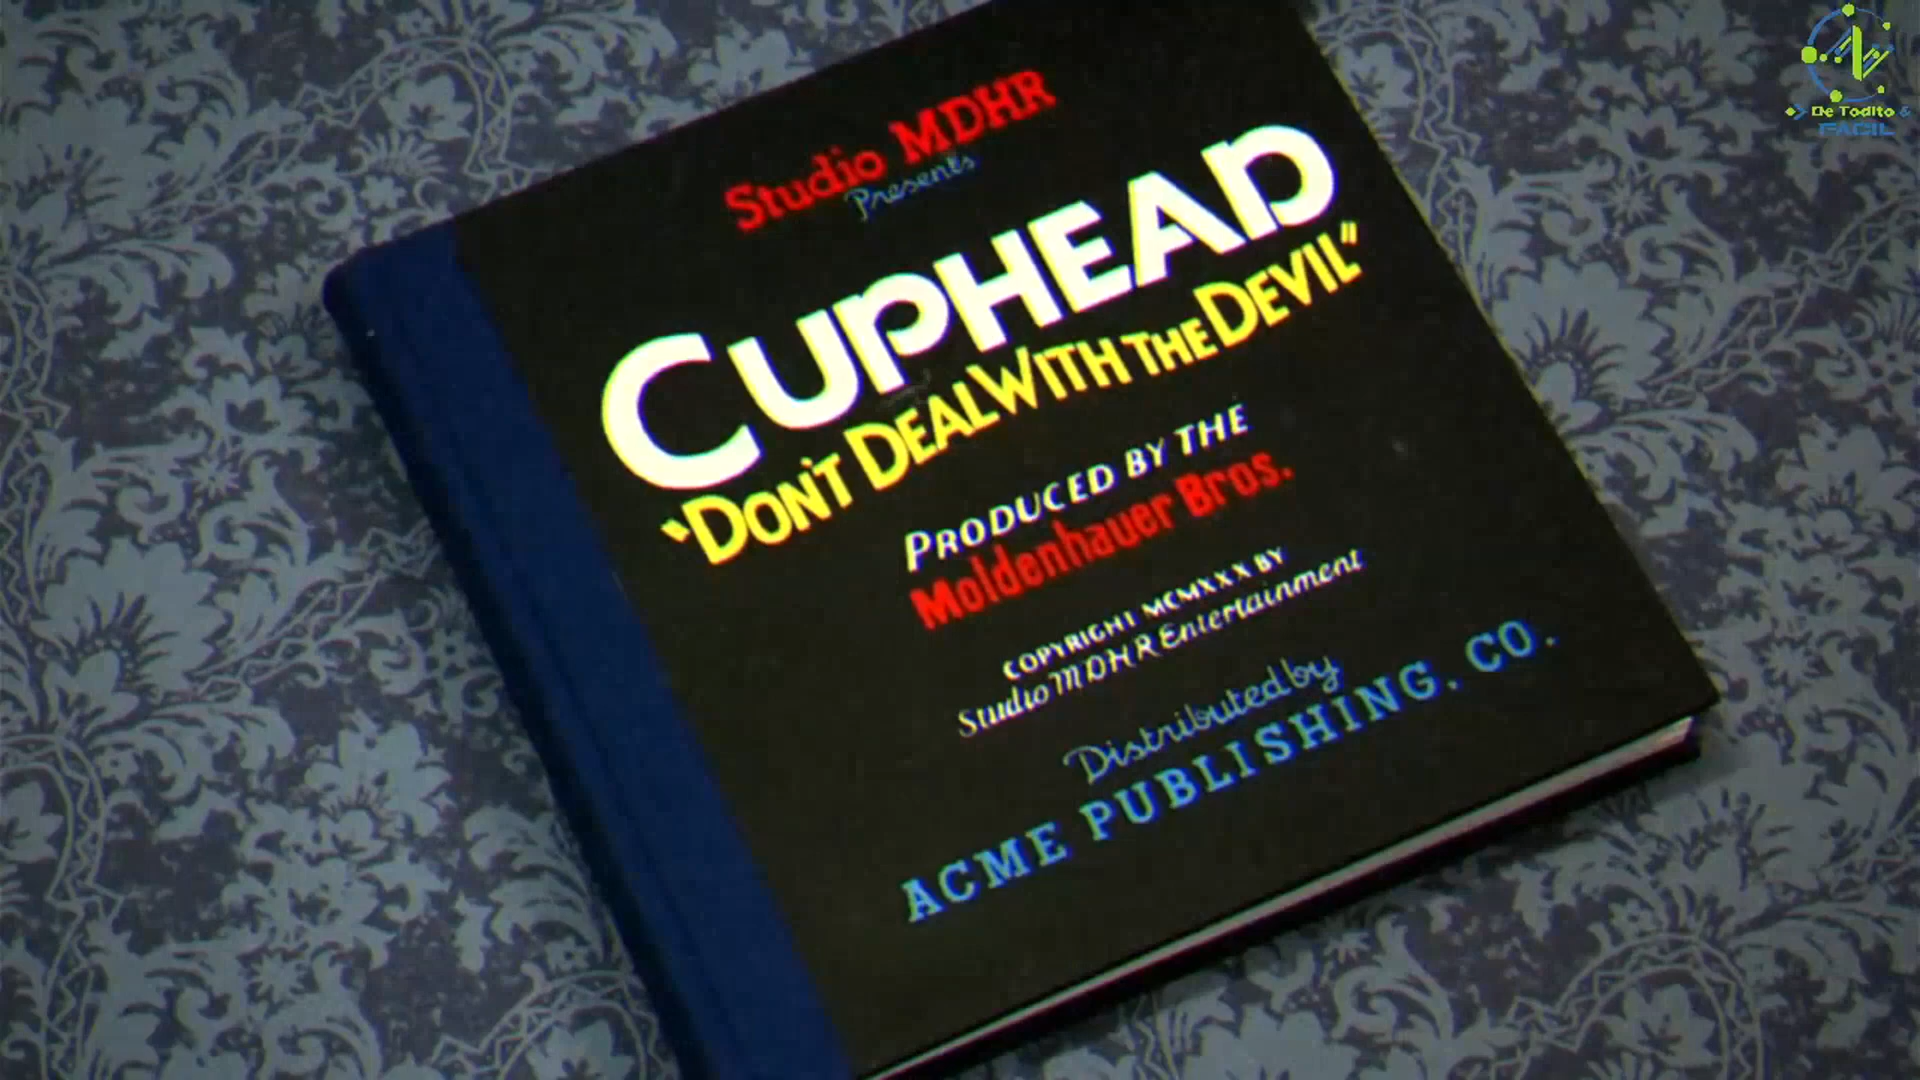 Studio MDHR
Presents
CUPHEAD
"DON'T DEAL WITH THE DEVIL"
PRODUCED BY THE
Moldenhauer Bros.
COPYRIGHT MCMXXX BY
Studio MDHR Entertainment
Distributed by
ACME PUBLISHING. CO.
De Todito &
FACIL